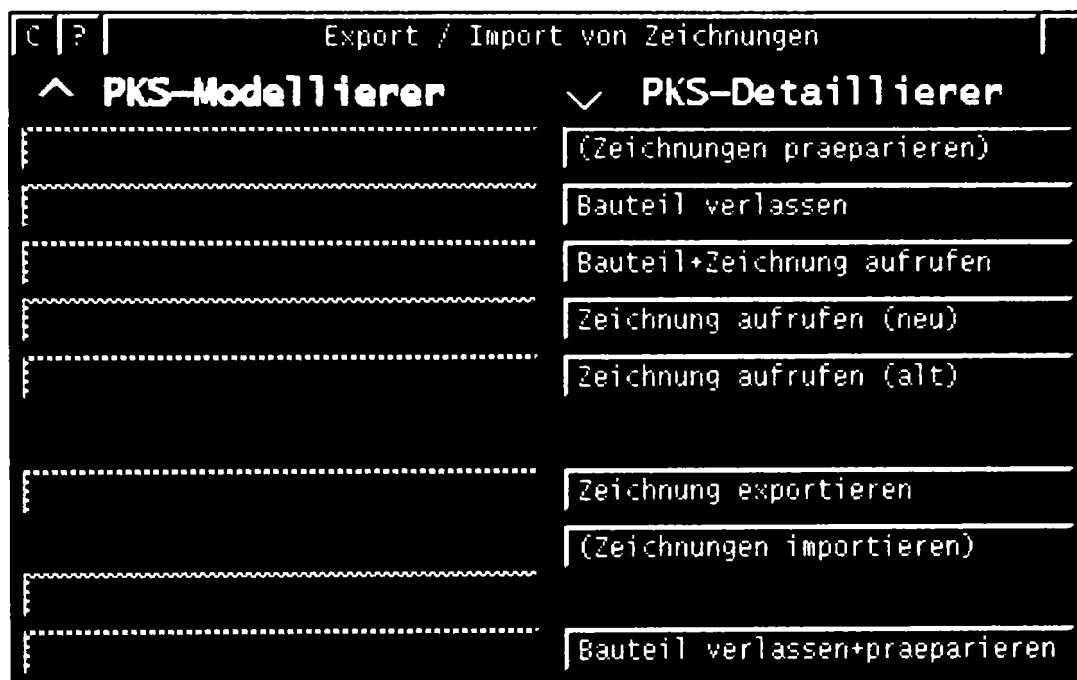 C ? Export / Import von Zeichnungen
^ PKS-Modellierer
PKS-Detaillierer
(Zeichnungen praeparieren)
Bauteil verlassen
Bauteil+Zeichnung aufrufen
Zeichnung aufrufen (neu)
Zeichnung aufrufen (alt)
Zeichnung exportieren
(Zeichnungen importieren)
Bauteil verlassen+praeparieren